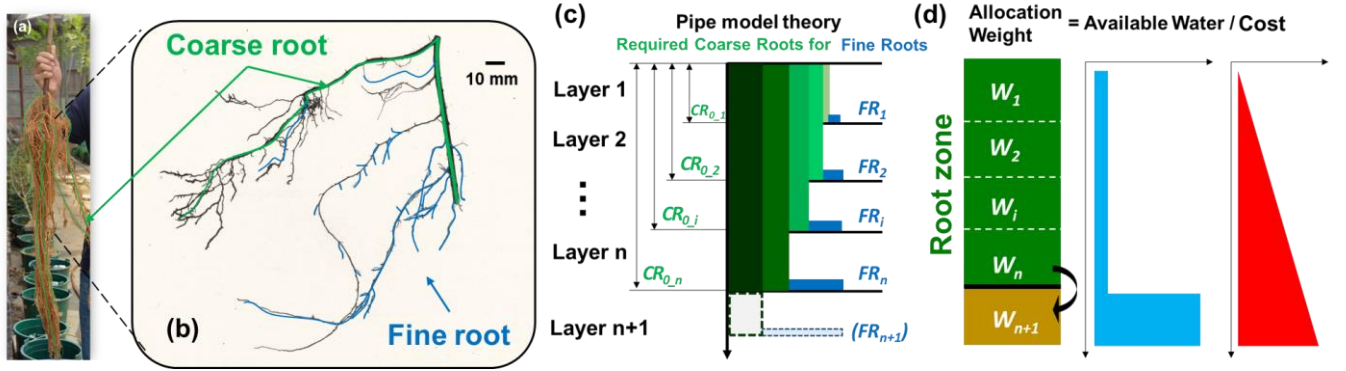 (a)
Coarse root
10 mm
(b)
Fine root
(c)
Pipe model theory
Required Coarse Roots for Fine Roots
Layer 1
CR0_1
FR1
Layer 2
CR0_2
FR2
⋮
CR0_i
FRi
Layer n
CR0_n
FRn
Layer n+1
(FRn+1)
(d)
Allocation
Weight
= Available Water / Cost
Root zone
W1
W2
Wi
Wn
Wn+1